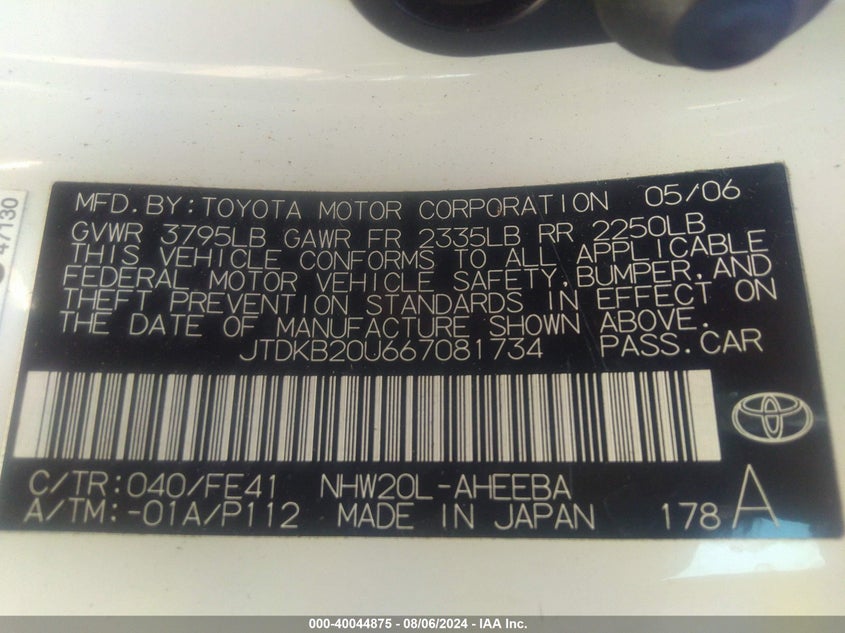 47130
MFD.BY:TOYOTA MOTOR CORPORATION 05/06
GVWR 3795LB GAWR FR 2335LB RR 2250LB
THIS VEHICLE CONFORMS TO ALL APPLICABLE
FEDERAL MOTOR VEHICLE SAFETY,BUMPER,AND
THEFT PREVENTION STANDARDS IN EFFECT ON
THE DATE OF MANUFACTURE SHOWN ABOVE.
JTDKB20U667081734 PASS.CAR
C/TR:040/FE41 NHW20L-AHEEBA
A/TM:-01A/P112 MADE IN JAPAN 178 A
000-40044875 - 08/06/2024 - IAA Inc.